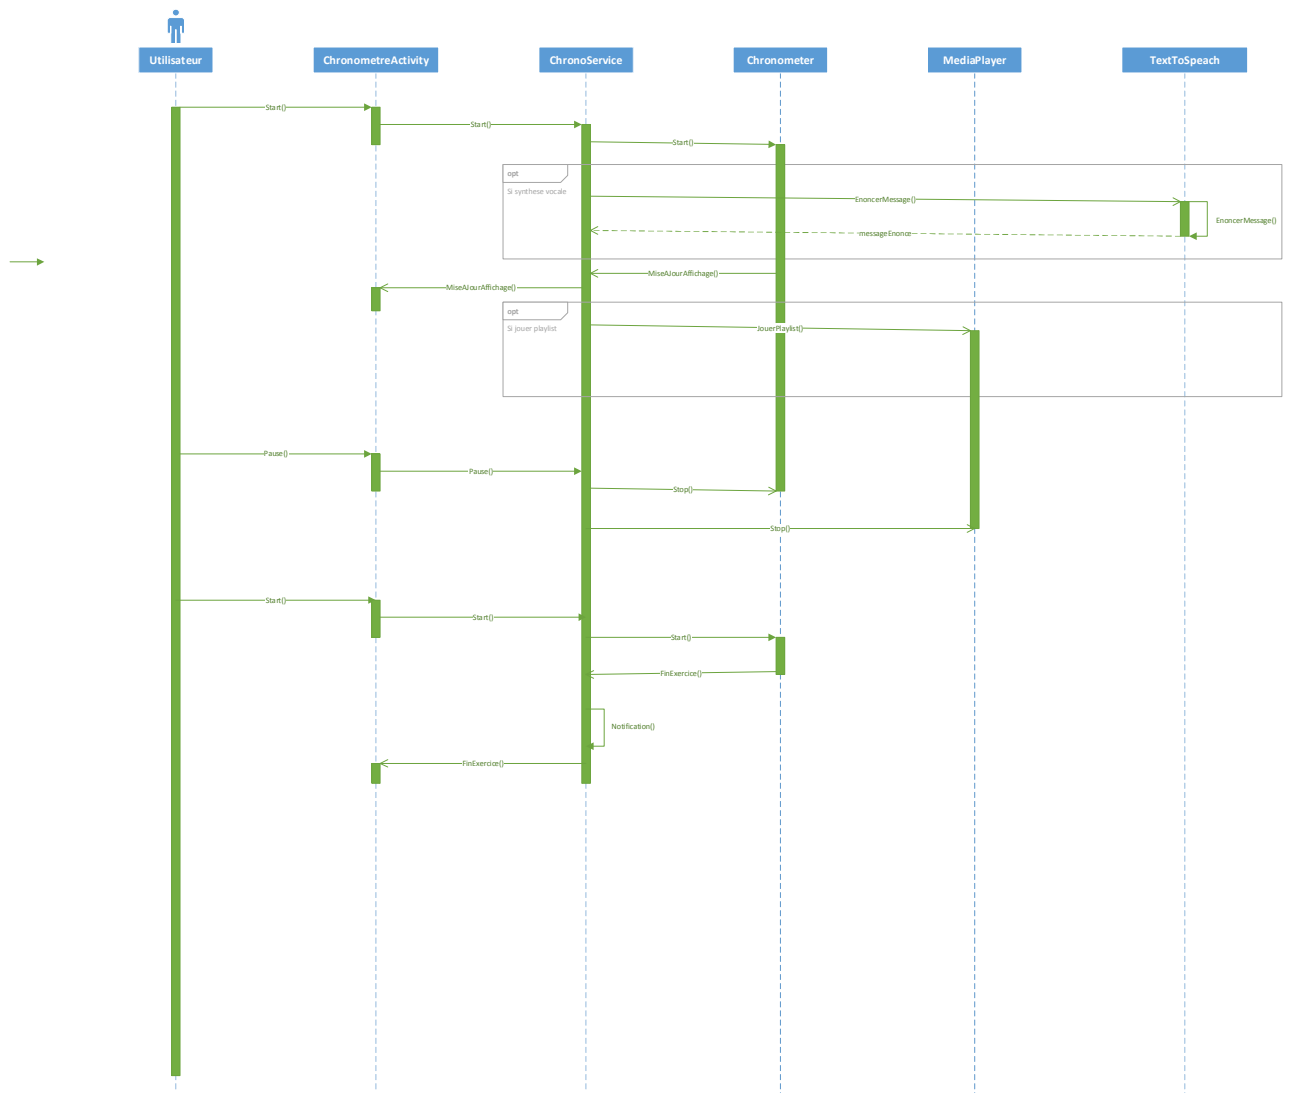 Utilisateur
ChronometreActivity
ChronoService
Chronometer
MediaPlayer
TextToSpeach
Start()
Start()
Start()
opt
Si synthese vocale
EnoncerMessage()
EnoncerMessage()
messageEnonce
MiseAJourAffichage()
MiseAJourAffichage()
opt
Si jouer playlist
JouerPlaylist()
Pause()
Pause()
Stop()
Stop()
Start()
Start()
Start()
FinExercice()
Notification()
FinExercice()